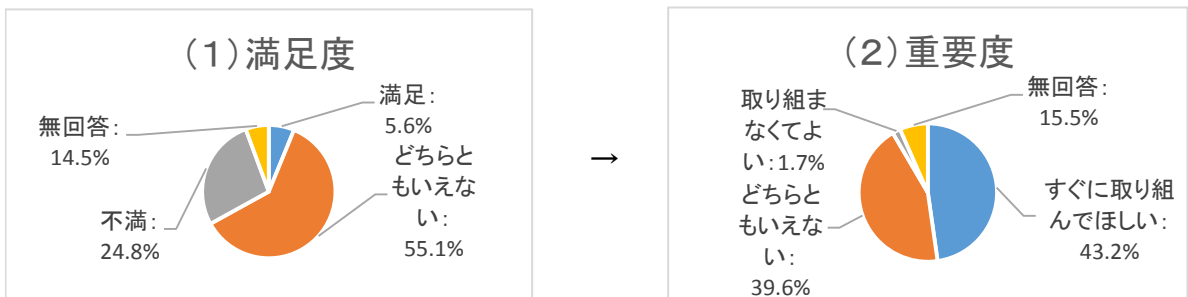 （1）満足度
満足：
5.6%
どちらと
もいえな
い：
55.1%
不満：
24.8%
無回答：
14.5%
→
（2）重要度
無回答：
15.5%
すぐに取り組
んでほしい：
43.2%
どちらと
もいえな
い：
39.6%
取り組ま
なくてよ
い：1.7%